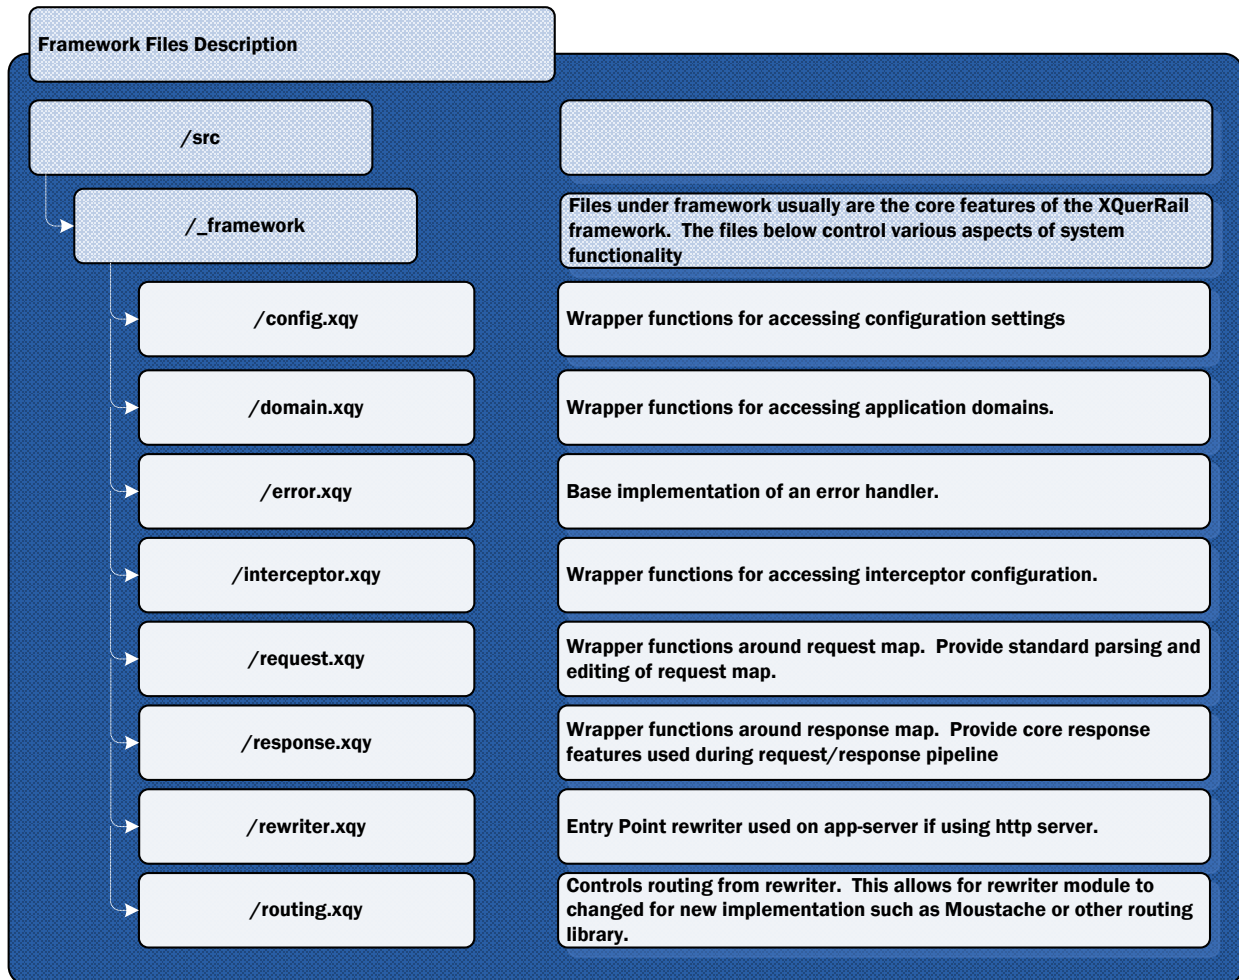 Framework Files Description
/src
/_framework
Files under framework usually are the core features of the XQuerRail
framework.  The files below control various aspects of system
functionality
/config.xqy
Wrapper functions for accessing configuration settings
/domain.xqy
Wrapper functions for accessing application domains.
/error.xqy
Base implementation of an error handler.
/interceptor.xqy
Wrapper functions for accessing interceptor configuration.
/request.xqy
Wrapper functions around request map.  Provide standard parsing and
editing of request map.
/response.xqy
Wrapper functions around response map.  Provide core response
features used during request/response pipeline
/rewriter.xqy
Entry Point rewriter used on app-server if using http server.
/routing.xqy
Controls routing from rewriter.  This allows for rewriter module to
changed for new implementation such as Moustache or other routing
library.